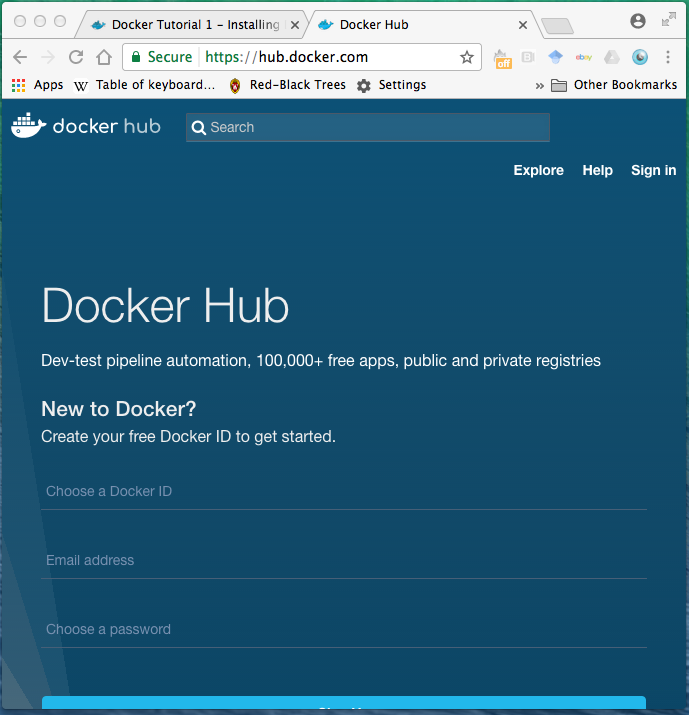 Docker Tutorial 1 – Installing
Docker Hub
Secure
https://hub.docker.com
off
ebay
Apps
W
Table of keyboard...
Red-Black Trees
Settings
»
Other Bookmarks
docker hub
Search
Explore
Help
Sign in
Docker Hub
Dev-test pipeline automation, 100,000+ free apps, public and private registries
New to Docker?
Create your free Docker ID to get started.
Choose a Docker ID
Email address
Choose a password